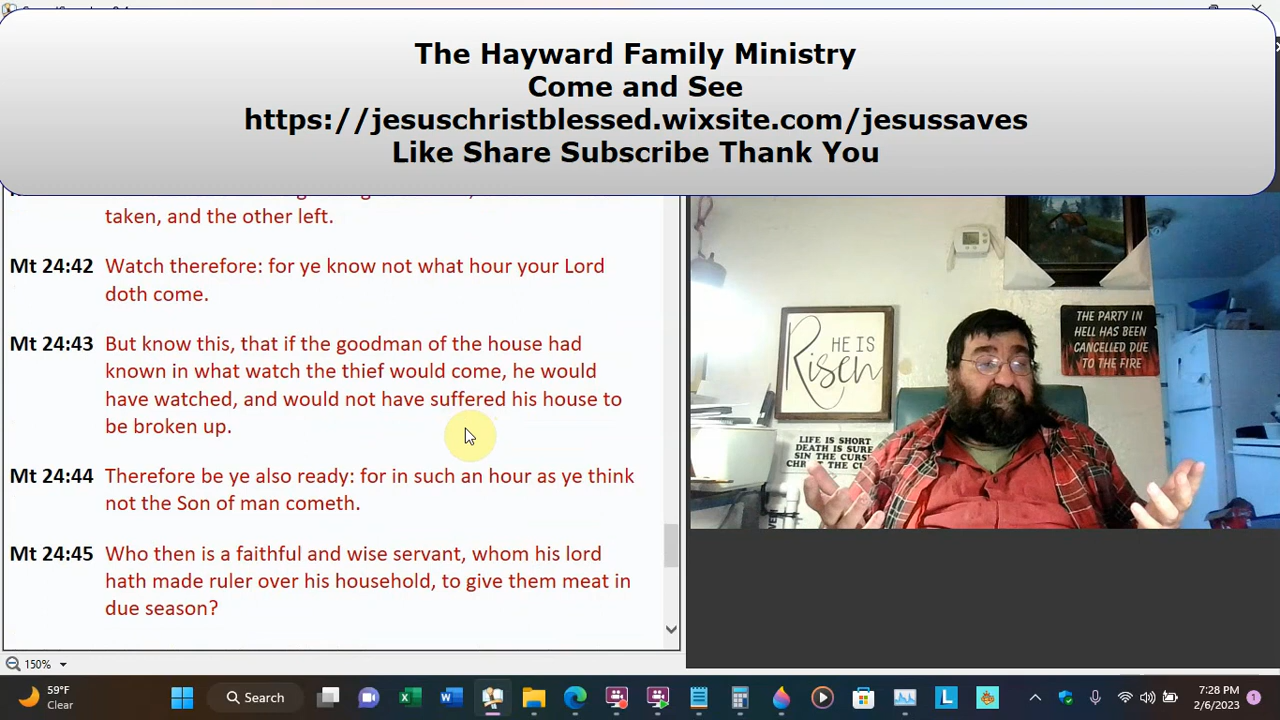 The Hayward Family Ministry
Come and See
https://jesuschristblessed.wixsite.com/jesussaves
Like Share Subscribe Thank You
taken, and the other left.
Mt 24:42 Watch therefore: for ye know not what hour your Lord
doth come.
Mt 24:43 But know this, that if the goodman of the house had
known in what watch the thief would come, he would
have watched, and would not have suffered his house to
be broken up.
Mt 24:44 Therefore be ye also ready: for in such an hour as ye think
not the Son of man cometh.
Mt 24:45 Who then is a faithful and wise servant, whom his lord
hath made ruler over his household, to give them meat in
due season?
150%
HE IS
Risen
THE PARTY IN
HELL HAS BEEN
CANCELLED DUE
TO THE FIRE
LIFE IS SHORT
DEATH IS SURE
SIN THE CURSE
THE
59°F
Clear
Search
7:28 PM
2/6/2023
1